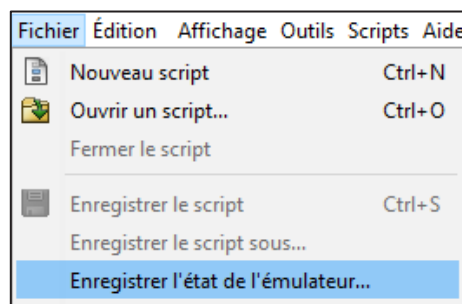 Fichier Édition Affichage Outils Scripts Aide
Nouveau script Ctrl+N
Ouvrir un script... Ctrl+O
Fermer le script
Enregistrer le script Ctrl+S
Enregistrer le script sous...
Enregistrer l'état de l'émulateur...